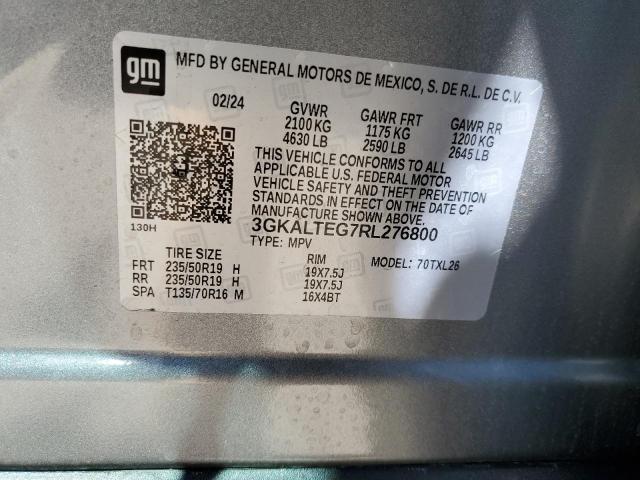 gm
MFD BY GENERAL MOTORS DE MEXICO, S. DE R.L. DE C.V.
02/24 GVWR GAWR FRT GAWR RR
2100 KG 1175 KG 1200 KG
4630 LB 2590 LB 2645 LB
THIS VEHICLE CONFORMS TO ALL
APPLICABLE U.S. FEDERAL MOTOR
VEHICLE SAFETY AND THEFT PREVENTION
STANDARDS IN EFFECT ON THE DATE OF
MANUFACTURE SHOWN ABOVE.
130H 3GKALTEG7RL276800
TYPE: MPV
TIRE SIZE RIM MODEL: 70TXL26
FRT 235/50R19 H 19X7.5J
RR 235/50R19 H 19X7.5J
SPA T135/70R16 M 16X4BT